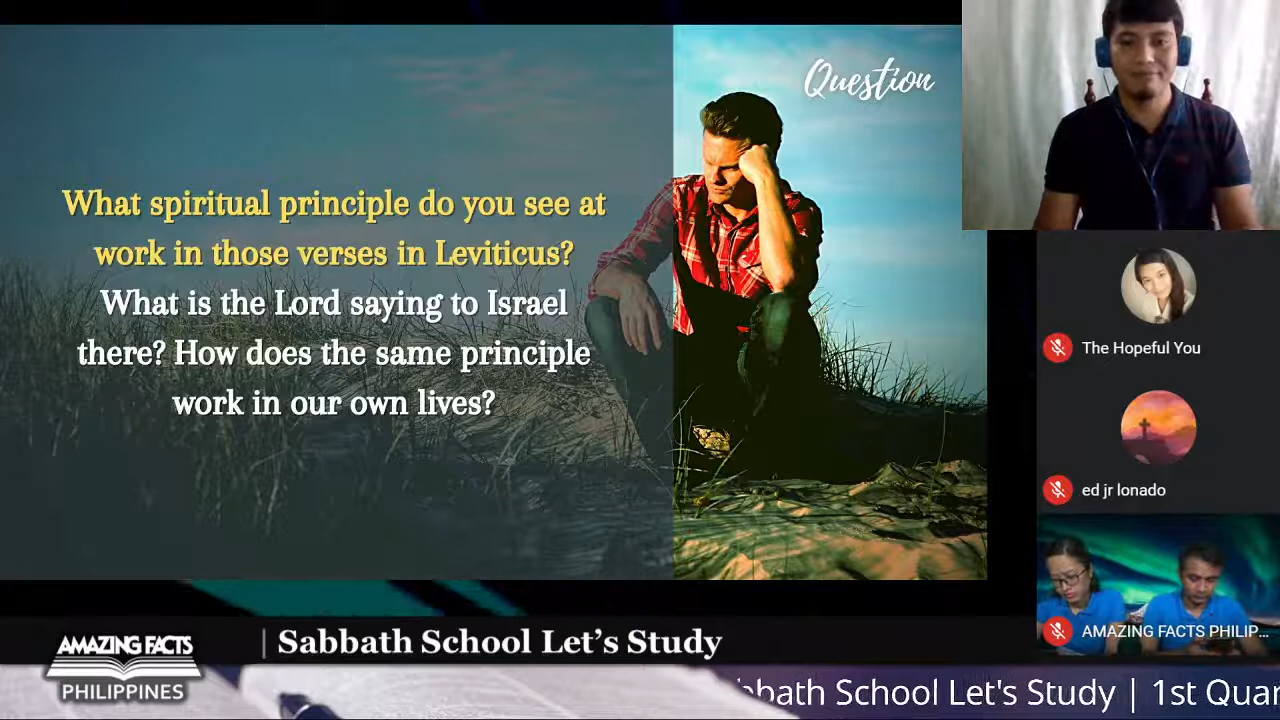 Question
What spiritual principle do you see at
work in those verses in Leviticus?
What is the Lord saying to Israel
there? How does the same principle
work in our own lives?
The Hopeful You
ed jr lonado
AMAZING FACTS PHILIP...
AMAZING FACTS
PHILIPPINES
| Sabbath School Let's Study
School Let's Study | 1st